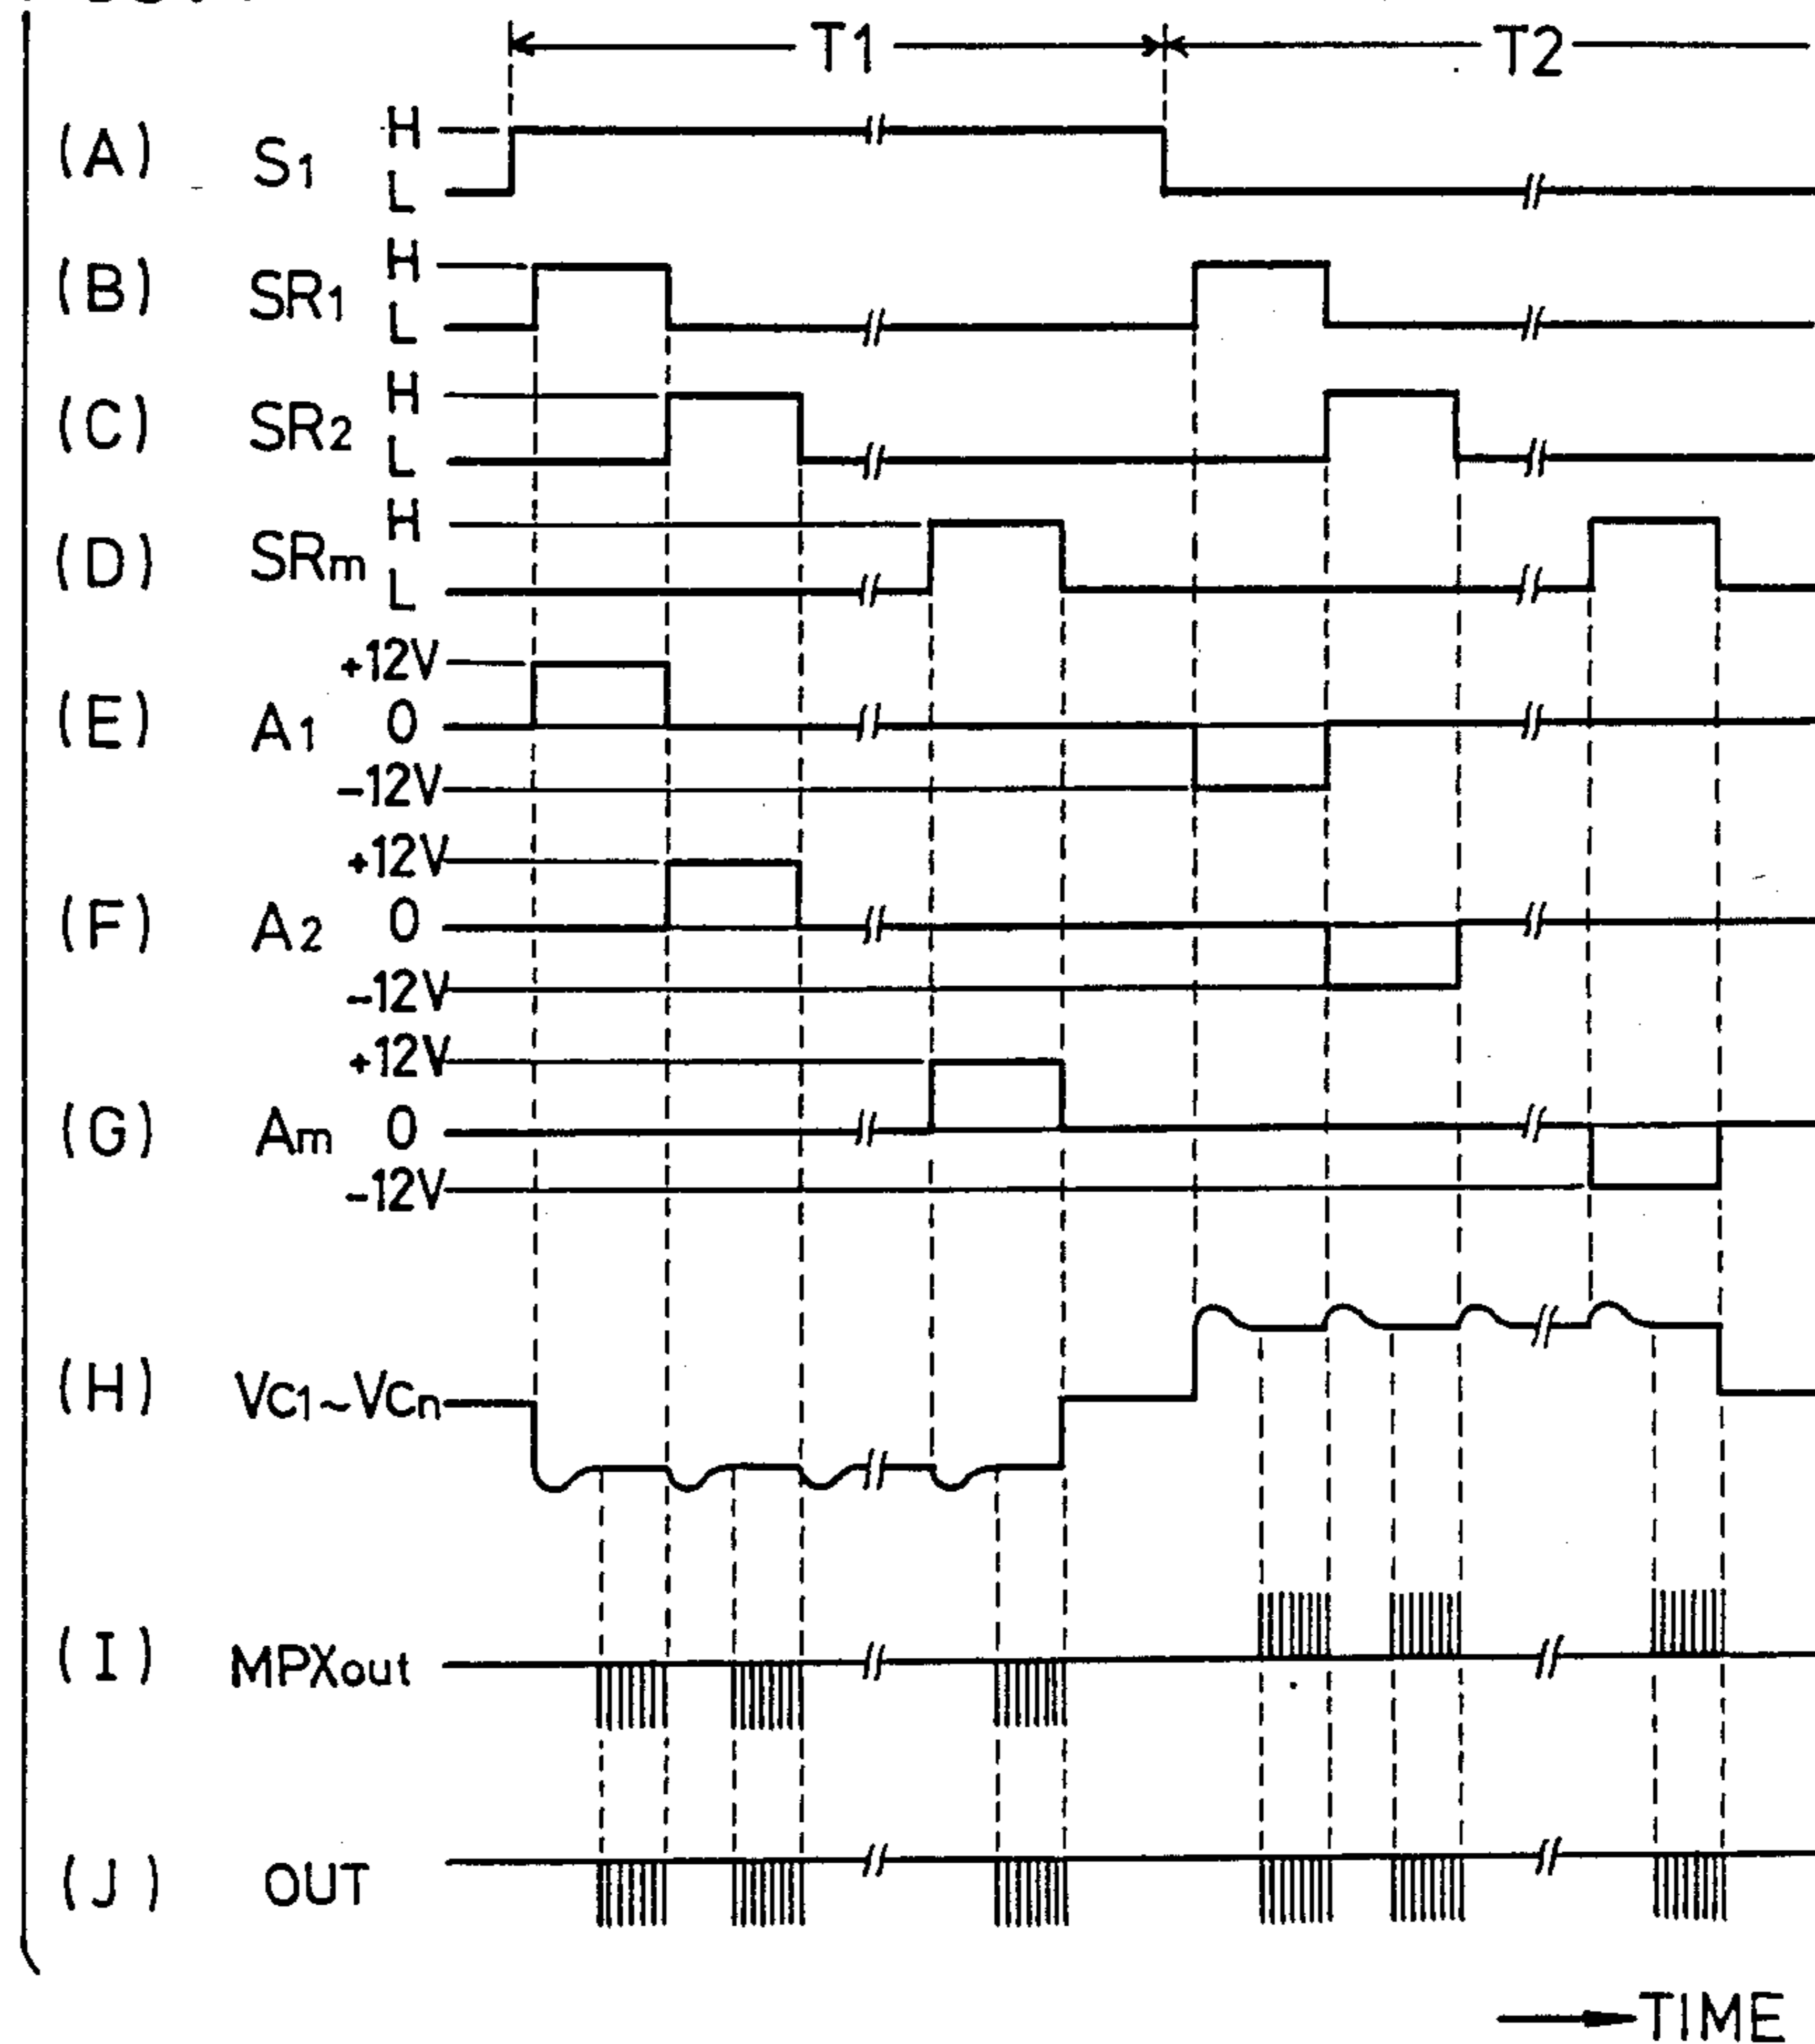 T1 T2
(A) S1 H
L
(B) SR1 H
L
(C) SR2 H
L
(D) SRm H
L
+12V
(E) A1 0
-12V
+12V
(F) A2 0
-12V
+12V
(G) Am 0
-12V
(H) VC1~VCn
(I) MPXout
(J) OUT
TIME